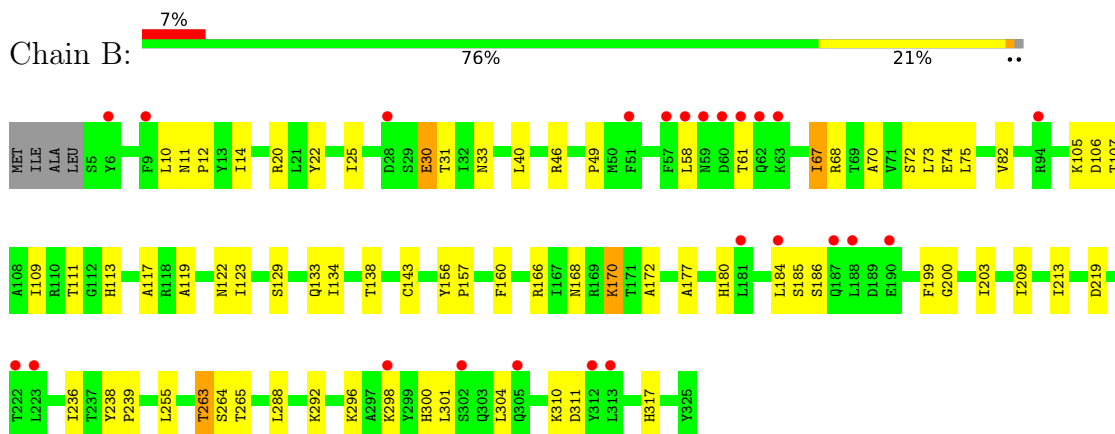 7%
Chain B:
76% 21% ••
MET ILE ALA LEU S5 Y6 F9 L10 N11 P12 Y13 I14 R20 L21 Y22 I25 D28 S29 E30 T31 I32 N33 L40 R46 P49 M50 F51 F57 L58 N59 D60 T61 Q62 K63 I67 R68 T69 A70 V71 S72 L73 E74 L75 V82 R94 K105 D106 T107
A108 I109 R110 T111 G112 H113 A117 R118 A119 N122 I123 S129 Q133 I134 T138 C143 Y156 P157 F160 R166 I167 N168 R169 K170 T171 A172 A177 H180 L181 L184 S185 S186 Q187 L188 D189 E190 F199 G200 I203 I209 I213 D219
T222 L223 I236 T237 Y238 P239 L255 T263 S264 T265 L288 K292 K296 A297 K298 Y299 H300 L301 S302 Q303 L304 Q305 K310 D311 Y312 L313 H317 Y325